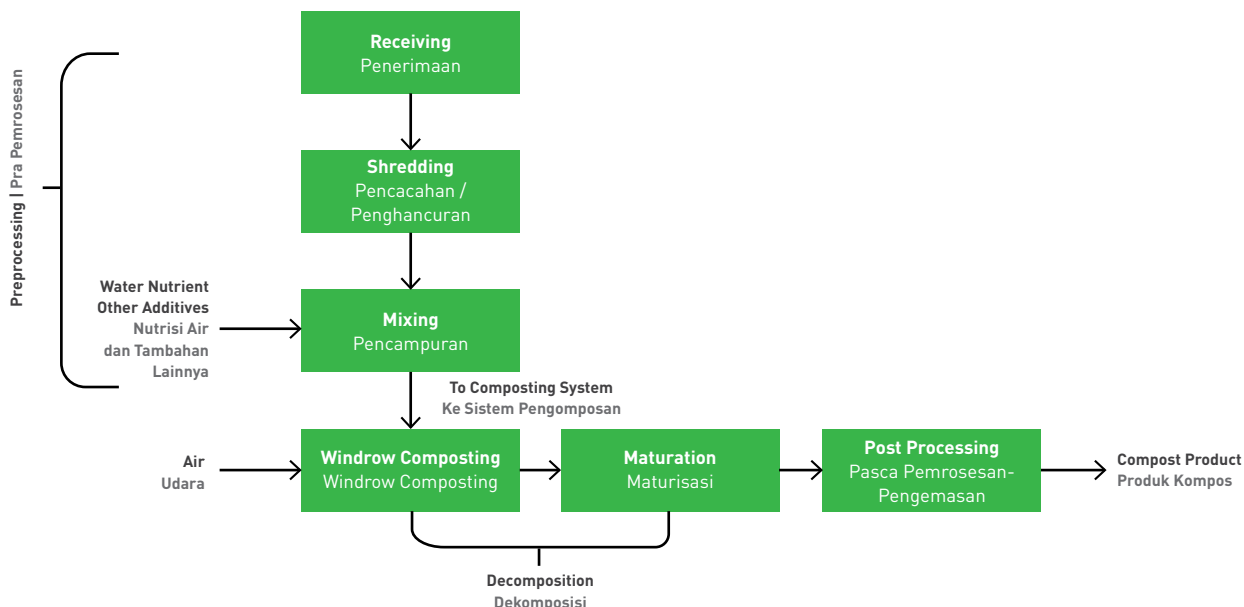 Receiving
Penerimaan
Preprocessing | Pra Pemrosesan
Shredding
Pencacahan /
Penghancuran
Water Nutrient
Other Additives
Nutrisi Air
dan Tambahan
Lainnya
Mixing
Pencampuran
To Composting System
Ke Sistem Pengomposan
Air
Udara
Windrow Composting
Windrow Composting
Maturation
Maturisasi
Post Processing
Pasca Pemrosesan-
Pengemasan
Compost Product
Produk Kompos
Decomposition
Dekomposisi